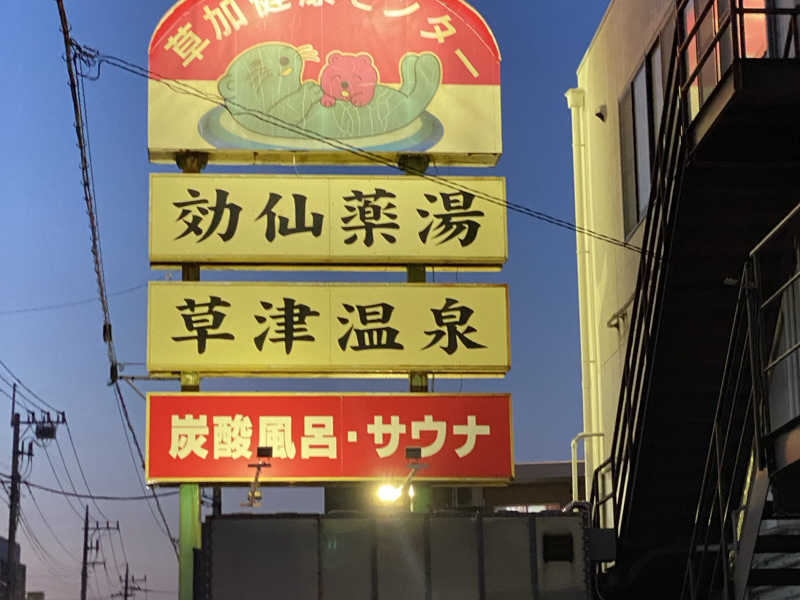 草加健康センター
効仙薬湯
草津温泉
炭酸風呂・サウナ